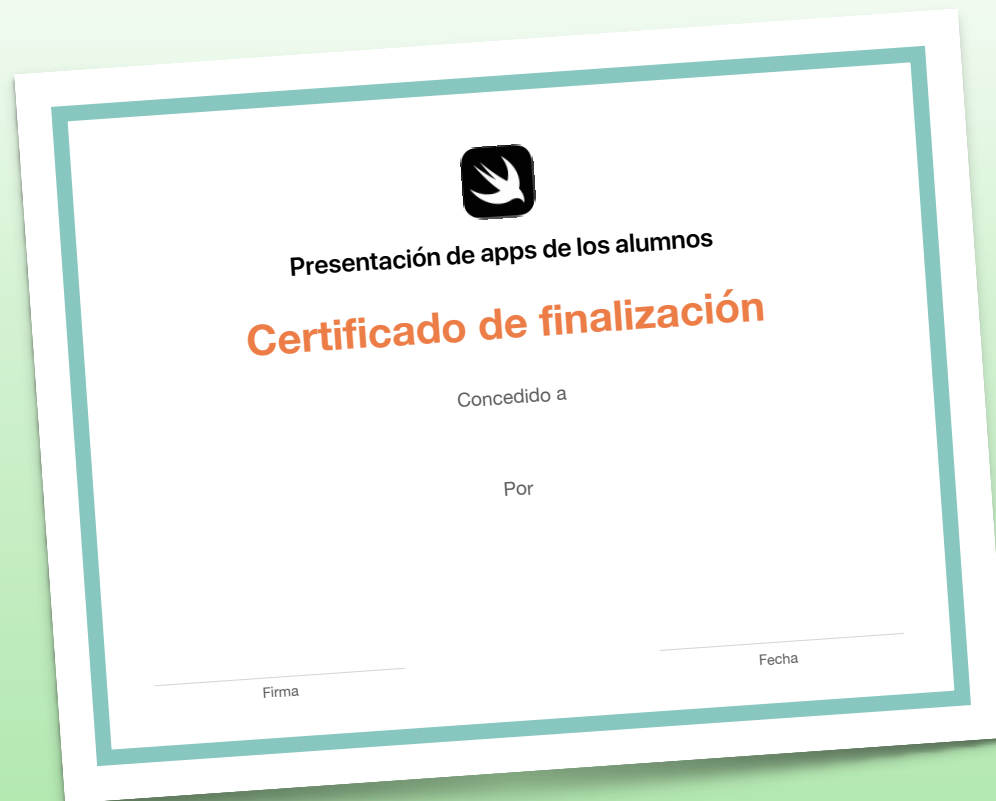 Presentación de apps de los alumnos
Certificado de finalización
Concedido a
Por
Firma
Fecha